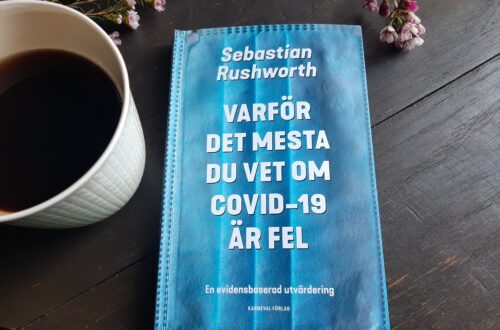 Sebastian
Rushworth
VARFÖR
DET MESTA
DU VET OM
COVID-19
ÄR FEL
En evidensbaserad utvärdering
KARNEVAL FÖRLAG